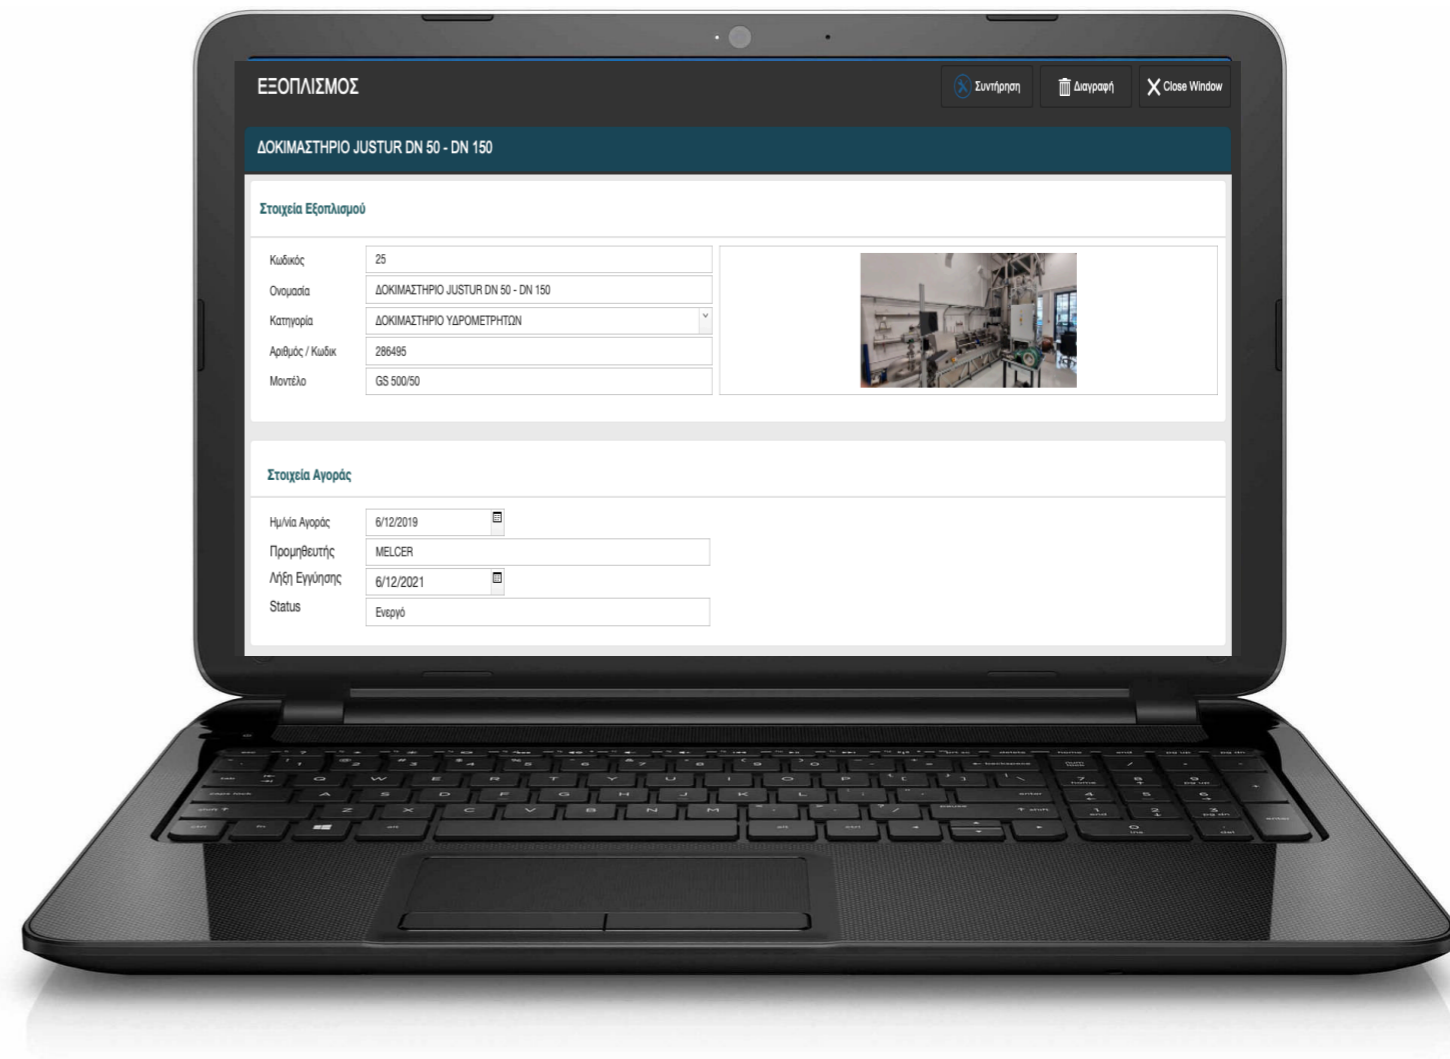 ΕΞΟΠΛΙΣΜΟΣ
Συντήρηση
Διαγραφή
Close Window
ΔΟΚΙΜΑΣΤΗΡΙΟ JUSTUR DN 50 - DN 150
Στοιχεία Εξοπλισμού
Κωδικός 25
Ονομασία ΔΟΚΙΜΑΣΤΗΡΙΟ JUSTUR DN 50 - DN 150
Κατηγορία ΔΟΚΙΜΑΣΤΗΡΙΟ ΥΔΡΟΜΕΤΡΗΤΩΝ
Αριθμός / Κωδικ 286495
Μοντέλο GS 500/50
Στοιχεία Αγοράς
Ημ/νία Αγοράς 6/12/2019
Προμηθευτής MELCER
Λήξη Εγγύησης 6/12/2021
Status Ενεργό